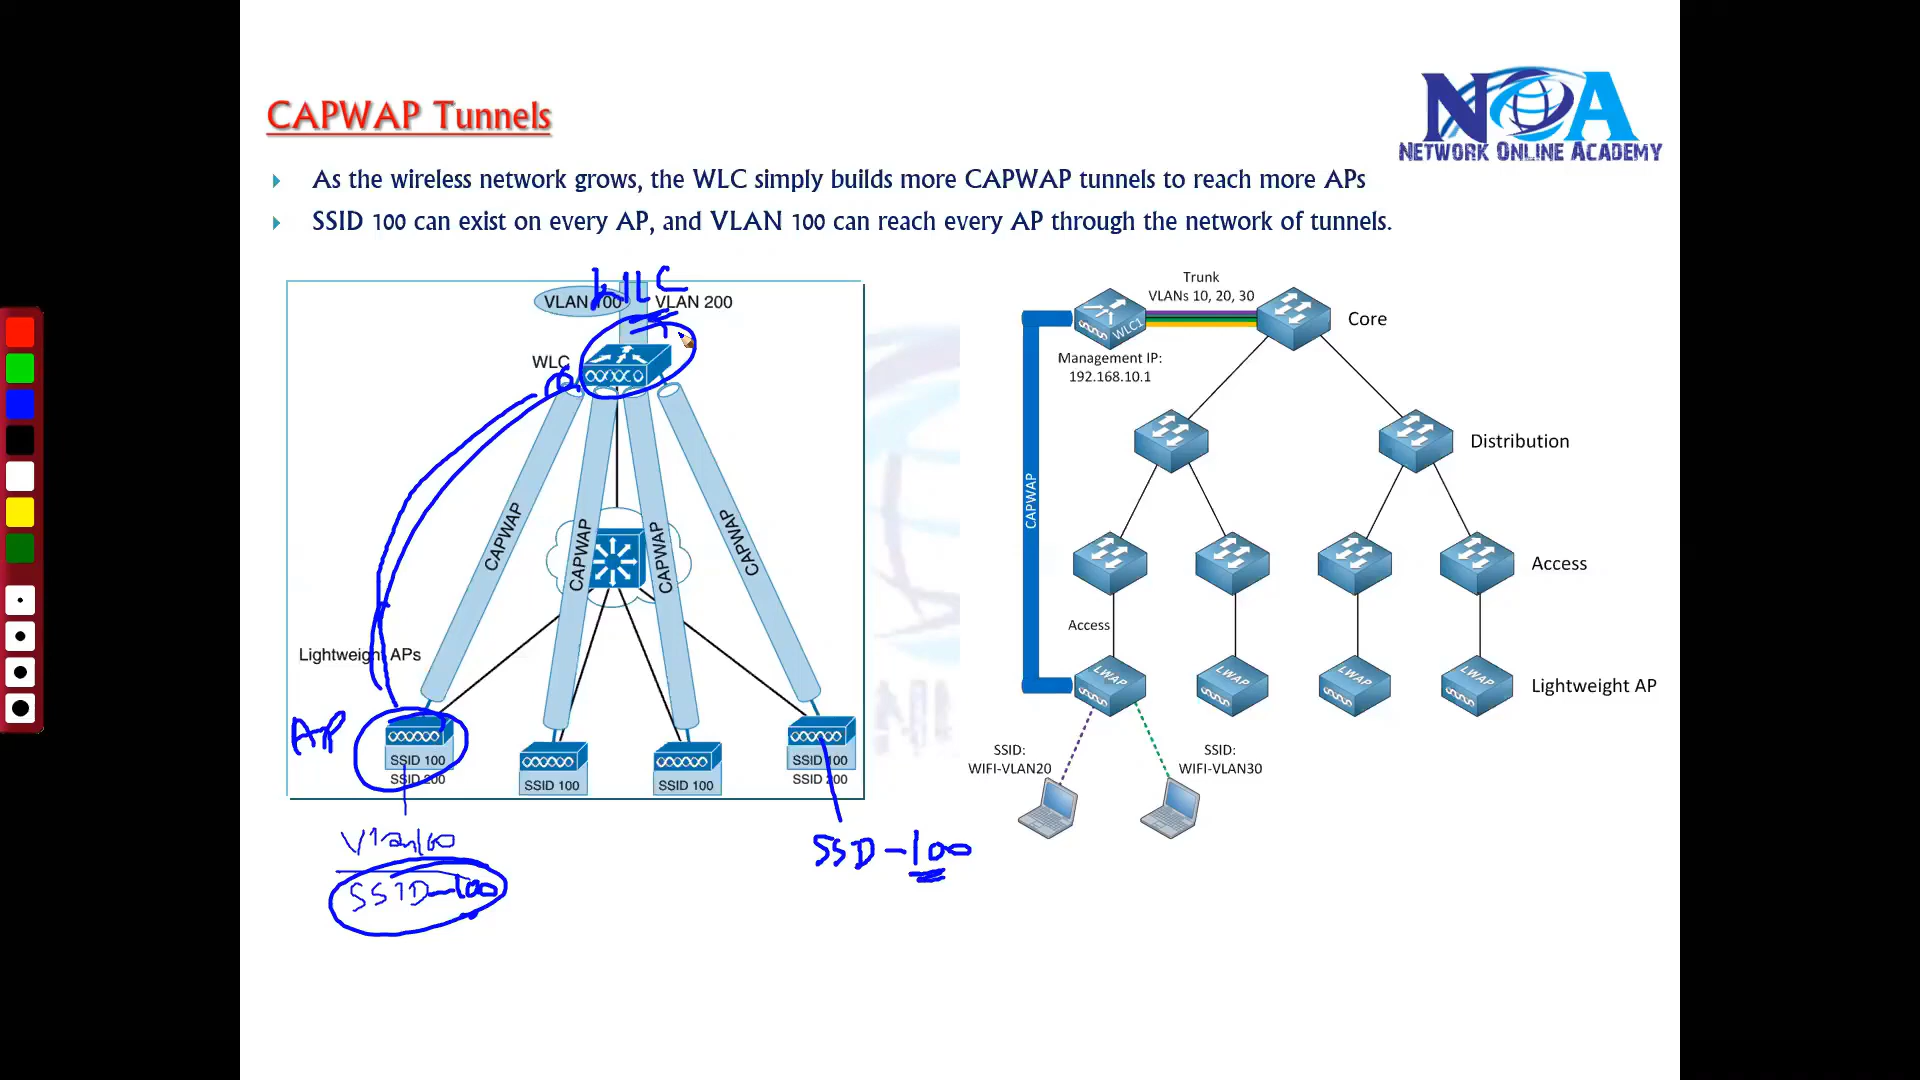 CAPWAP Tunnels
NOA
NETWORK ONLINE ACADEMY
As the wireless network grows, the WLC simply builds more CAPWAP tunnels to reach more APs
SSID 100 can exist on every AP, and VLAN 100 can reach every AP through the network of tunnels.
WLC
VLAN 100
VLAN 200
WLC
CAPWAP
CAPWAP
CAPWAP
CAPWAP
Lightweight APs
AP
SSID 100
SSID 200
SSID 100
SSID 100
SSID 100
SSID 200
Vlan100
SSID-100
SSD-100
Trunk
VLANs 10, 20, 30
WLC1
Core
Management IP:
192.168.10.1
CAPWAP
Distribution
Access
Access
LWAP
LWAP
LWAP
LWAP
Lightweight AP
SSID:
WIFI-VLAN20
SSID:
WIFI-VLAN30